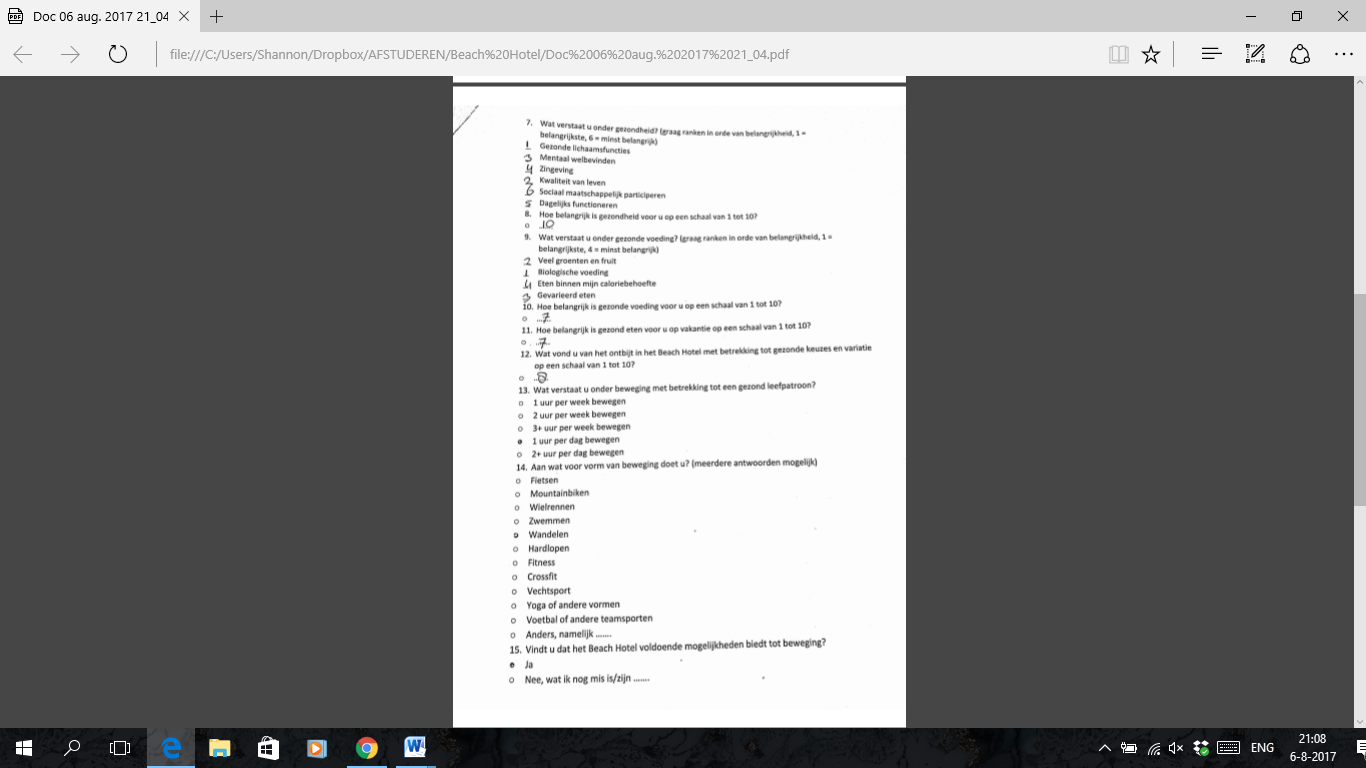 Doc 06 aug. 2017 21_04
file:///C:/Users/Shannon/Dropbox/AFSTUDEREN/Beach%20Hotel/Doc%2006%20aug.%202017%2021_04.pdf
7. Wat verstaat u onder gezondheid? (graag ranken in orde van belangrijkheid, 1 =
belangrijkste, 6 = minst belangrijk)
1 Gezonde lichaamsfuncties
3 Mentaal welbevinden
4 Zingeving
2 Kwaliteit van leven
6 Sociaal maatschappelijk participeren
5 Dagelijks functioneren
8. Hoe belangrijk is gezondheid voor u op een schaal van 1 tot 10?
o ..10
9. Wat verstaat u onder gezonde voeding? (graag ranken in orde van belangrijkheid, 1 =
belangrijkste, 4 = minst belangrijk)
2 Veel groenten en fruit
1 Biologische voeding
4 Eten binnen mijn caloriebehoefte
3 Gevarieerd eten
10. Hoe belangrijk is gezonde voeding voor u op een schaal van 1 tot 10?
o ...7.
11. Hoe belangrijk is gezond eten voor u op vakantie op een schaal van 1 tot 10?
o ...7.
12. Wat vond u van het ontbijt in het Beach Hotel met betrekking tot gezonde keuzes en variatie
op een schaal van 1 tot 10?
o ..8.
13. Wat verstaat u onder beweging met betrekking tot een gezond leefpatroon?
o 1 uur per week bewegen
o 2 uur per week bewegen
o 3+ uur per week bewegen
● 1 uur per dag bewegen
o 2+ uur per dag bewegen
14. Aan wat voor vorm van beweging doet u? (meerdere antwoorden mogelijk)
o Fietsen
o Mountainbiken
o Wielrennen
o Zwemmen
● Wandelen
o Hardlopen
o Fitness
o Crossfit
o Vechtsport
o Yoga of andere vormen
o Voetbal of andere teamsporten
o Anders, namelijk .......
15. Vindt u dat het Beach Hotel voldoende mogelijkheden biedt tot beweging?
● Ja
o Nee, wat ik nog mis is/zijn .......
ENG
21:08
6-8-2017